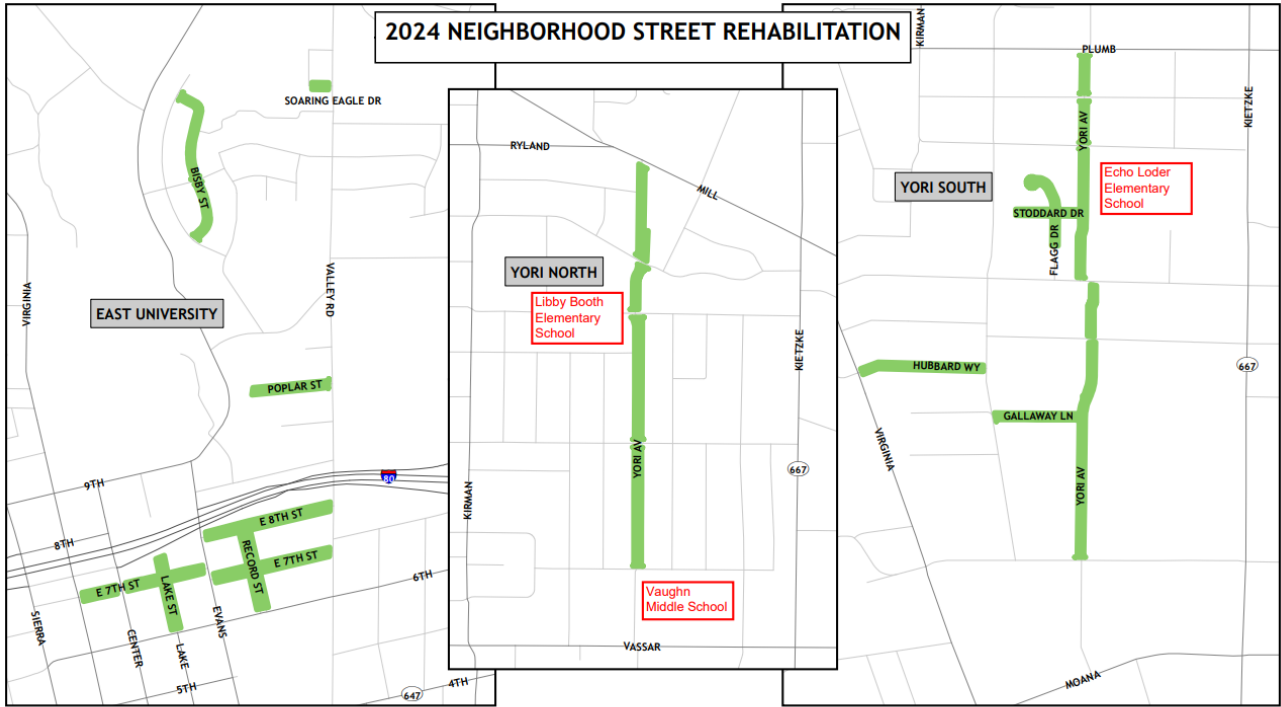 2024 NEIGHBORHOOD STREET REHABILITATION
SOARING EAGLE DR
BISBY ST
VIRGINIA
VALLEY RD
EAST UNIVERSITY
POPLAR ST
9TH
80
8TH
E 8TH ST
E 7TH ST
RECORD ST
E 7TH ST
LAKE ST
6TH
SIERRA
CENTER
LAKE
EVANS
5TH
647
4TH
RYLAND
MILL
YORI NORTH
Libby Booth
Elementary
School
KIETZKE
YORI AV
667
KIRMAN
Vaughn
Middle School
VASSAR
KIRMAN
PLUMB
KIETZKE
YORI AV
YORI SOUTH
Echo Loder
Elementary
School
STODDARD DR
FLAGG DR
HUBBARD WY
667
GALLAWAY LN
VIRGINIA
YORI AV
MOANA